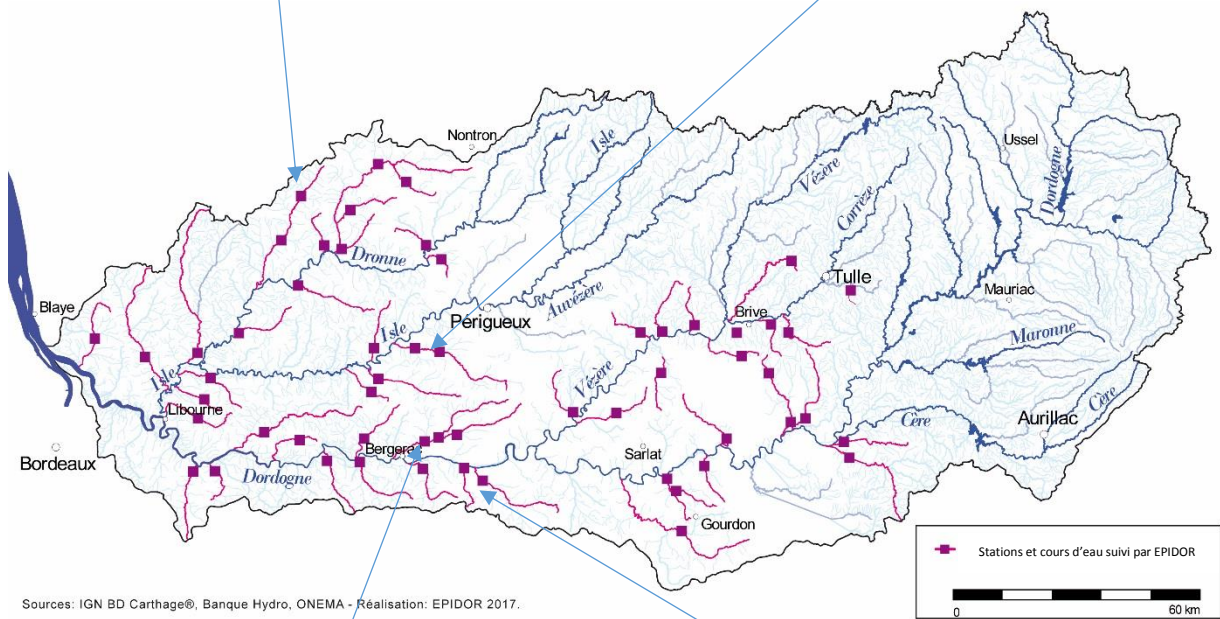 Nontron
Isle
Ussel
Vézère
Dordogne
Corrèze
Dronne
Tulle
Mauriac
Blaye
Périgueux
Auvézère
Isle
Brive
Maronne
Isle
Vézère
Libourne
Aurillac
Cère
Cère
Bordeaux
Bergera
Sarlat
Dordogne
Gourdon
Stations et cours d'eau suivi par EPIDOR
0
60 km
Sources: IGN BD Carthage®, Banque Hydro, ONEMA - Réalisation: EPIDOR 2017.